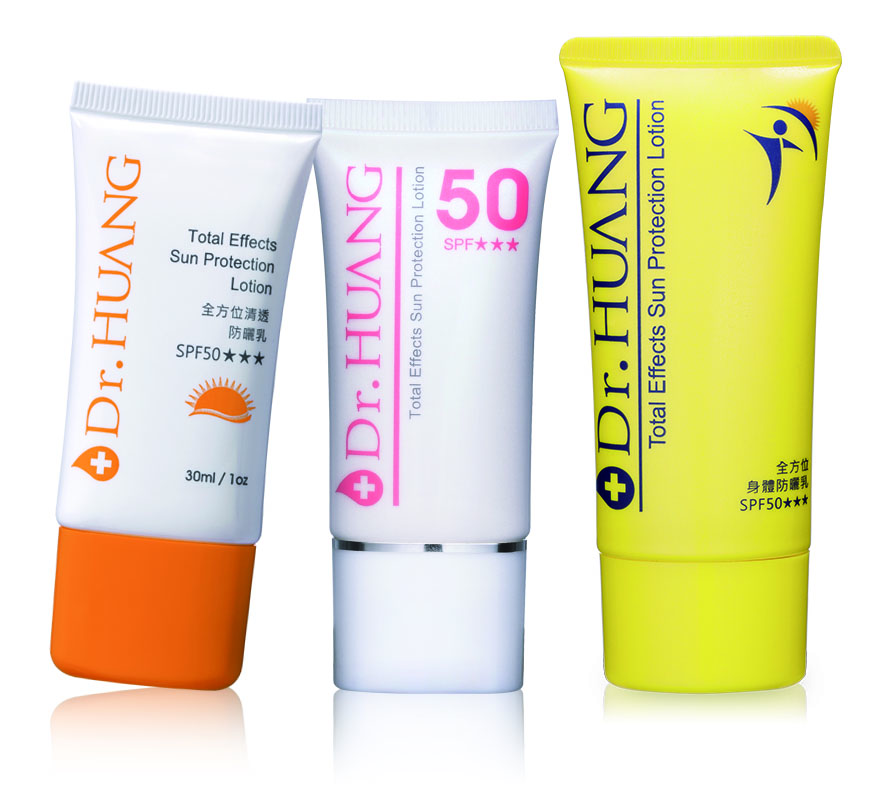 Dr. HUANG
Total Effects
Sun Protection
Lotion
全方位清透
防曬乳
SPF50★★★
30ml / 1oz
Dr. HUANG
Total Effects Sun Protection Lotion
50
SPF★★★
Dr. HUANG
Total Effects Sun Protection Lotion
全方位
身體防曬乳
SPF50★★★